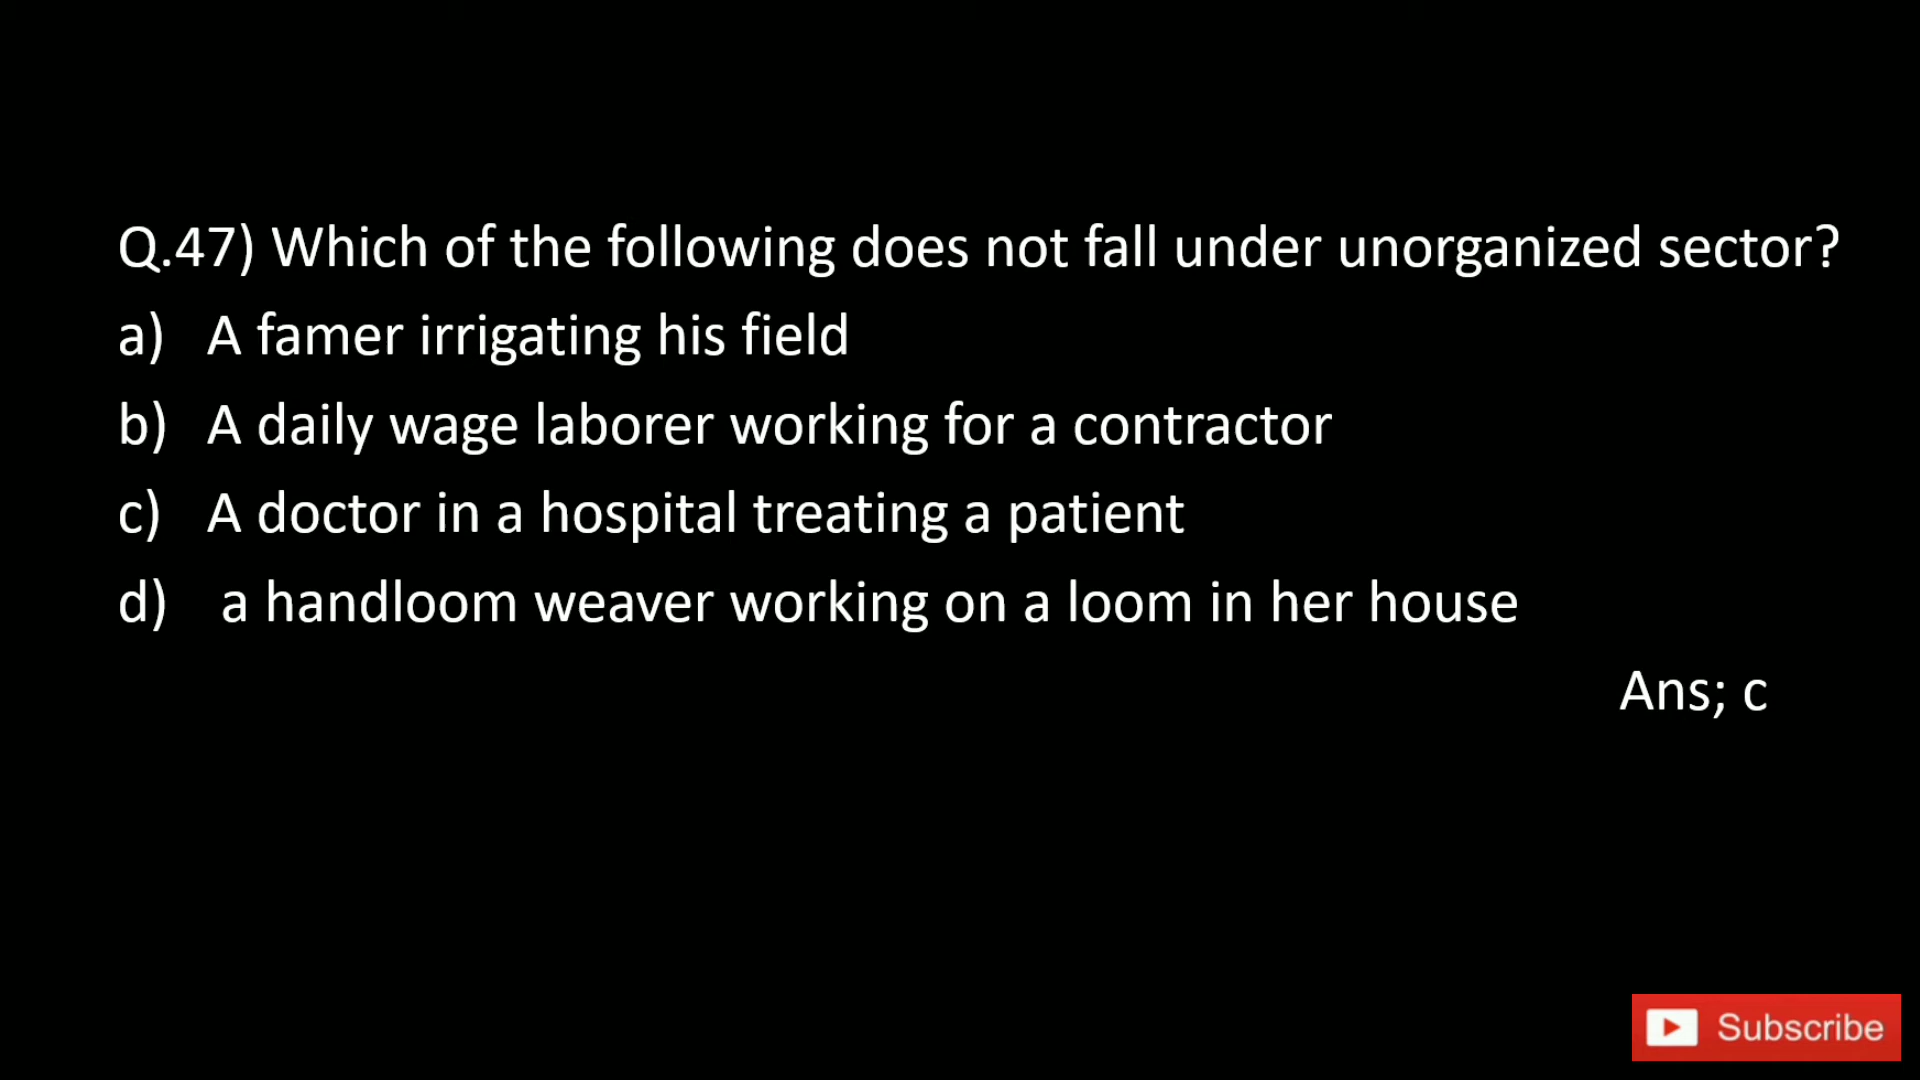 Q.47) Which of the following does not fall under unorganized sector?
a) A famer irrigating his field
b) A daily wage laborer working for a contractor
c) A doctor in a hospital treating a patient
d) a handloom weaver working on a loom in her house
Ans; c
Subscribe